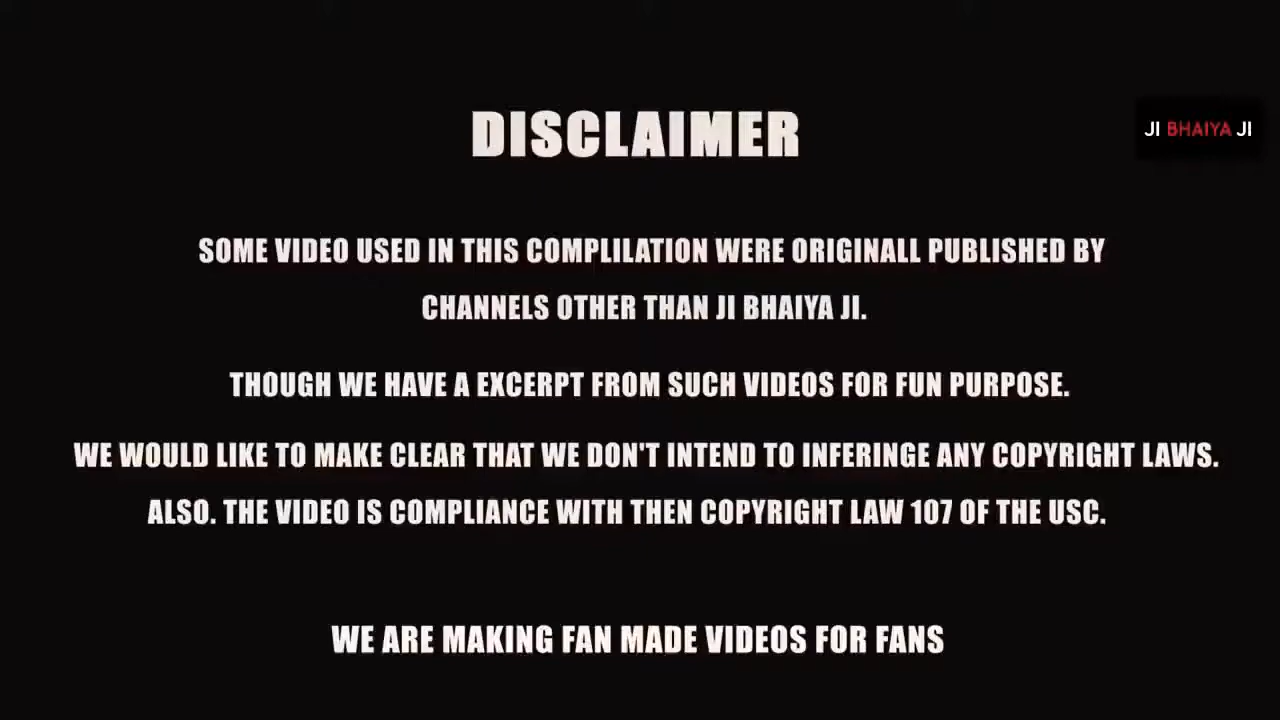 DISCLAIMER
JI BHAIYA JI
SOME VIDEO USED IN THIS COMPLILATION WERE ORIGINALL PUBLISHED BY
CHANNELS OTHER THAN JI BHAIYA JI.
THOUGH WE HAVE A EXCERPT FROM SUCH VIDEOS FOR FUN PURPOSE.
WE WOULD LIKE TO MAKE CLEAR THAT WE DON'T INTEND TO INFERINGE ANY COPYRIGHT LAWS.
ALSO. THE VIDEO IS COMPLIANCE WITH THEN COPYRIGHT LAW 107 OF THE USC.
WE ARE MAKING FAN MADE VIDEOS FOR FANS